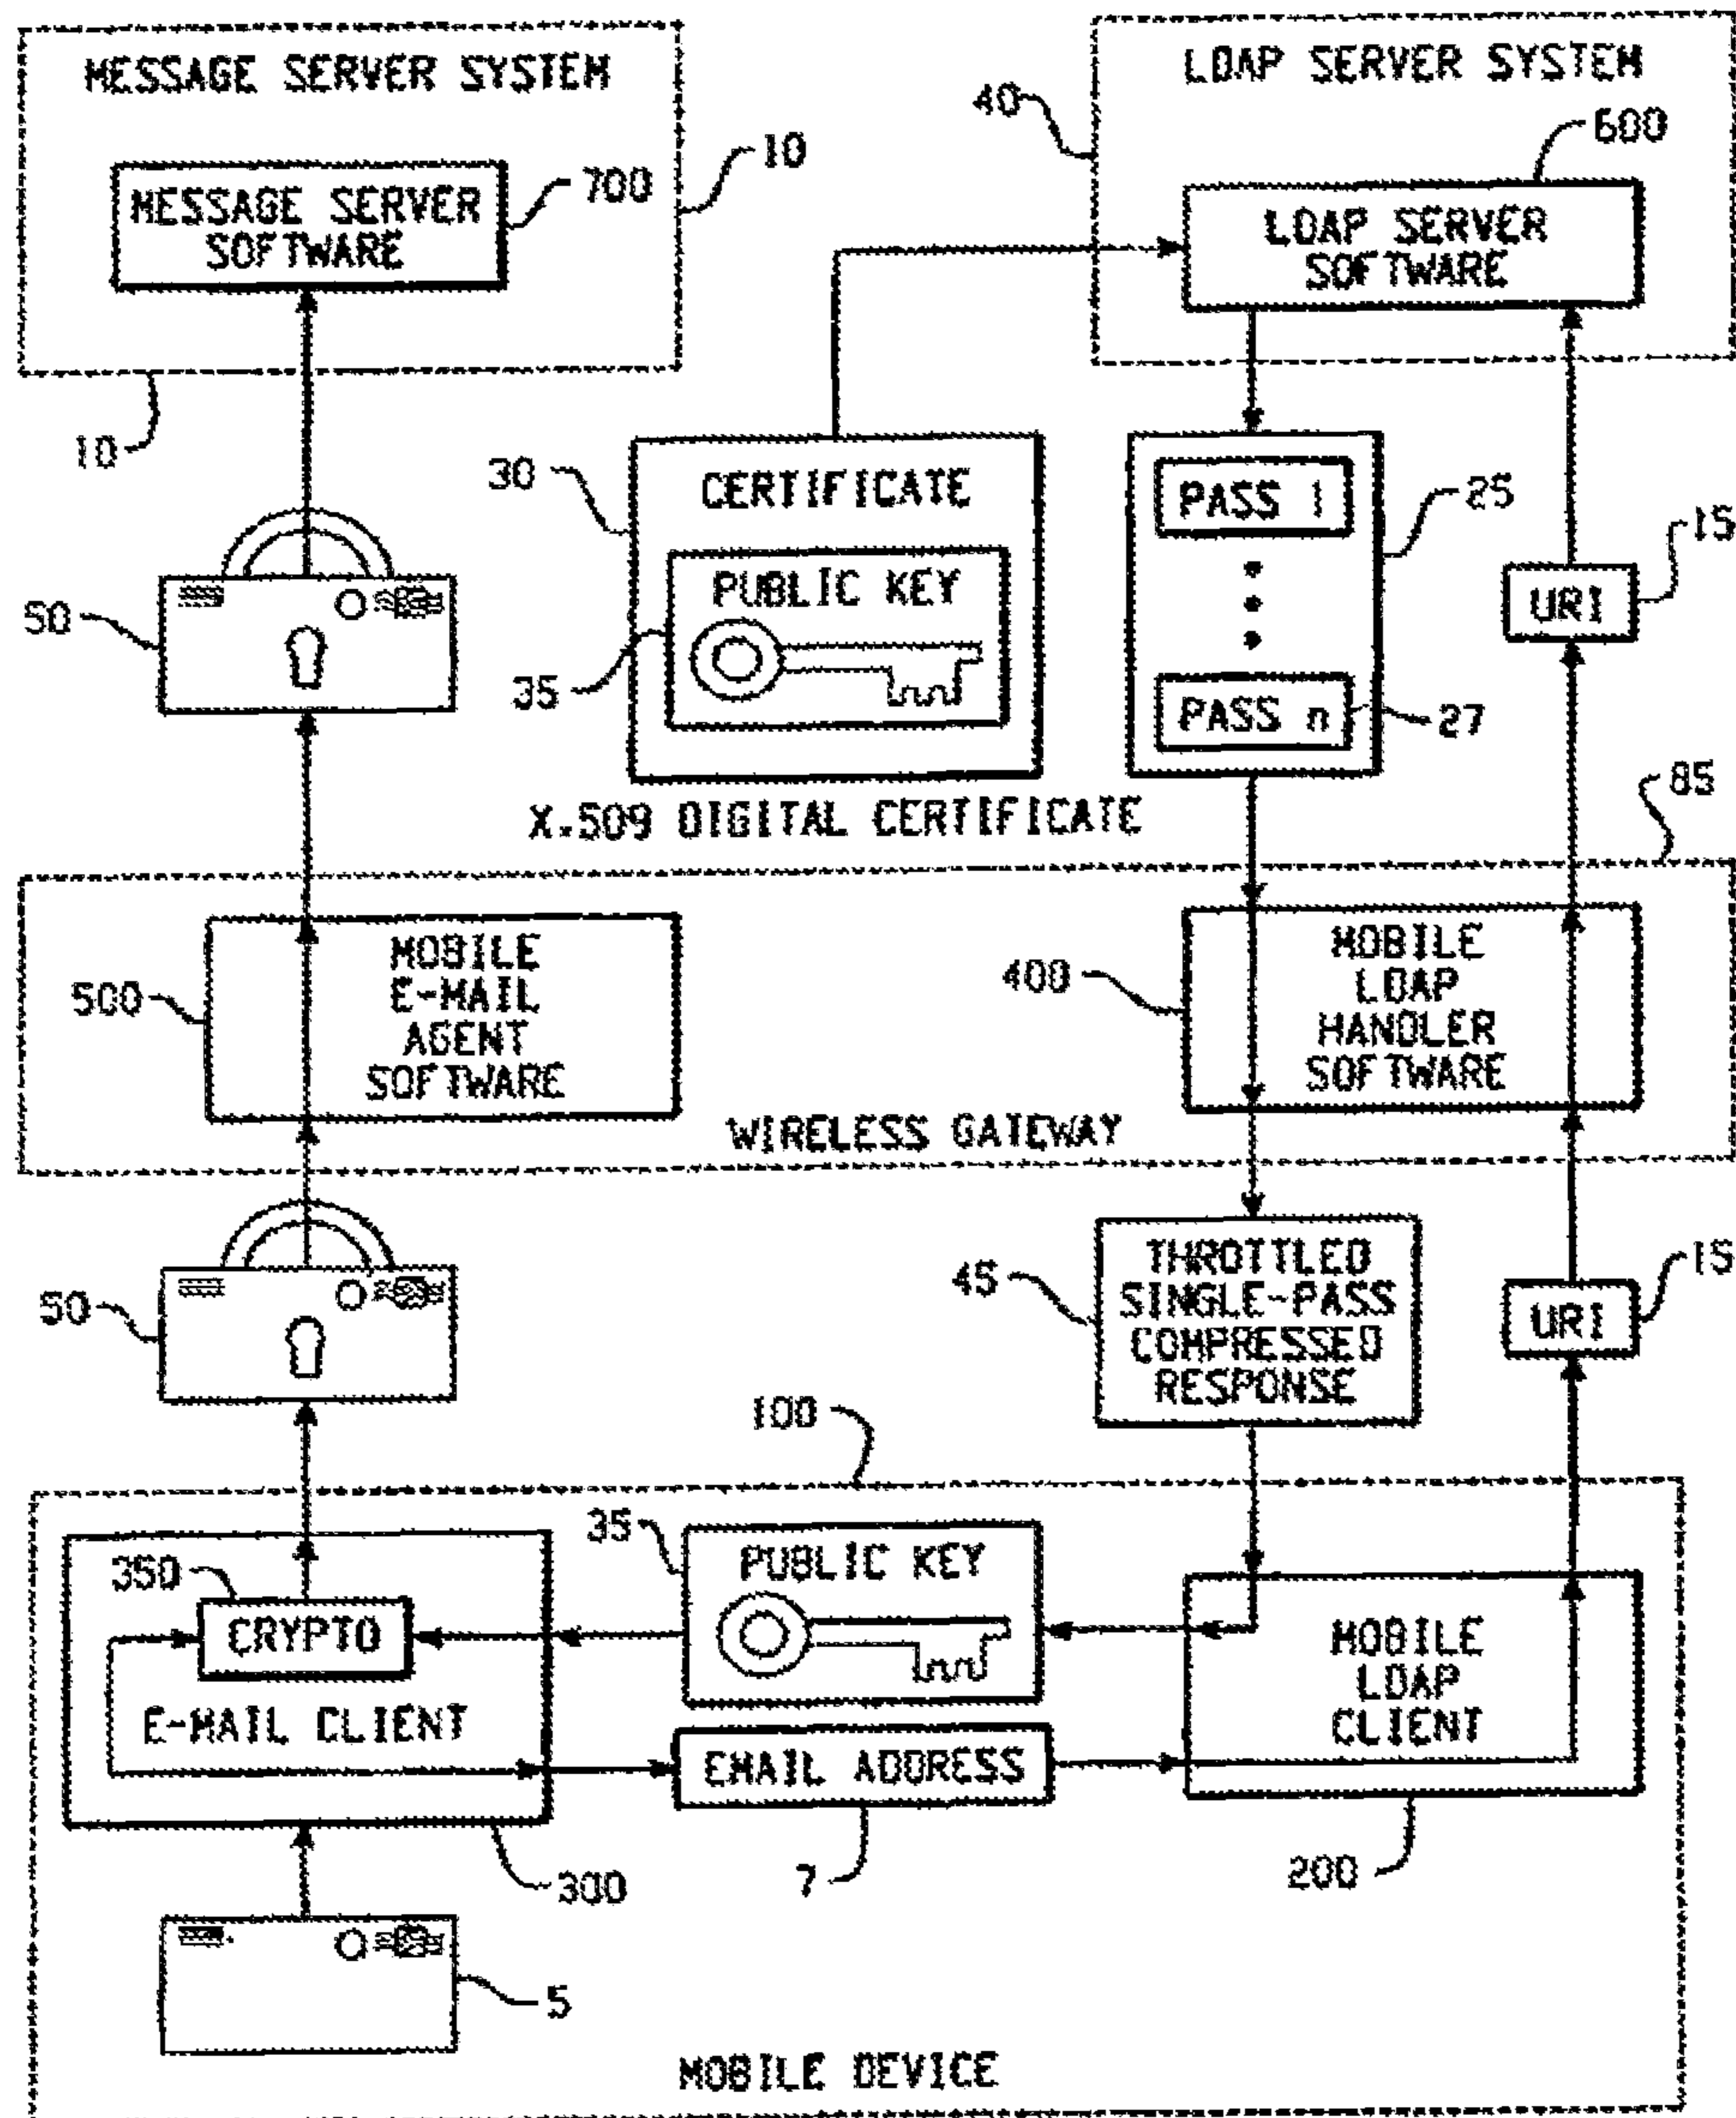 MESSAGE SERVER SYSTEM
LDAP SERVER SYSTEM
40
600
10
MESSAGE SERVER
SOFTWARE
700
LDAP SERVER
SOFTWARE
10
30
CERTIFICATE
PASS 1
25
15
50
PUBLIC KEY
URI
35
PASS n
27
X.509 DIGITAL CERTIFICATE
85
500
MOBILE
E-MAIL
AGENT
SOFTWARE
400
MOBILE
LDAP
HANDLER
SOFTWARE
WIRELESS GATEWAY
50
45
THROTTLED
SINGLE-PASS
COMPRESSED
RESPONSE
15
URI
100
35
PUBLIC KEY
350
CRYPTO
E-MAIL CLIENT
MOBILE
LDAP
CLIENT
EMAIL ADDRESS
300
7
200
5
MOBILE DEVICE